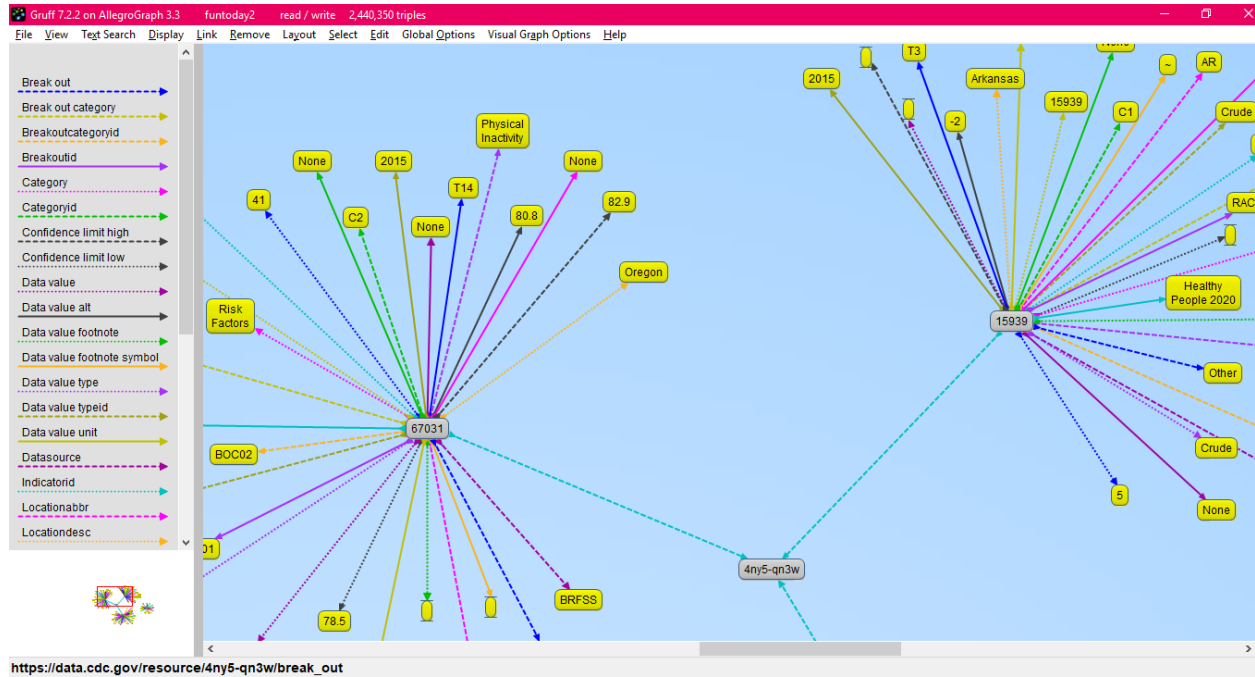 Gruff 7.2.2 on AllegroGraph 3.3 funtoday2 read / write 2,440,350 triples
File View Text Search Display Link Remove Layout Select Edit Global Options Visual Graph Options Help
Break out
Break out category
Breakoutcategoryid
Breakoutid
Category
Categoryid
Confidence limit high
Confidence limit low
Data value
Data value alt
Data value footnote
Data value footnote symbol
Data value type
Data value typeid
Data value unit
Datasource
Indicatorid
Locationabbr
Locationdesc
Physical
Inactivity
None
2015
None
T14
41
C2
None
80.8
82.9
Oregon
Risk
Factors
67031
BOC02
01
78.5
BRFSS
4ny5-qn3w
T3
2015
Arkansas
~
AR
15939
C1
Crude
-2
RAC
Healthy
People 2020
15939
Other
Crude
5
None
https://data.cdc.gov/resource/4ny5-qn3w/break_out